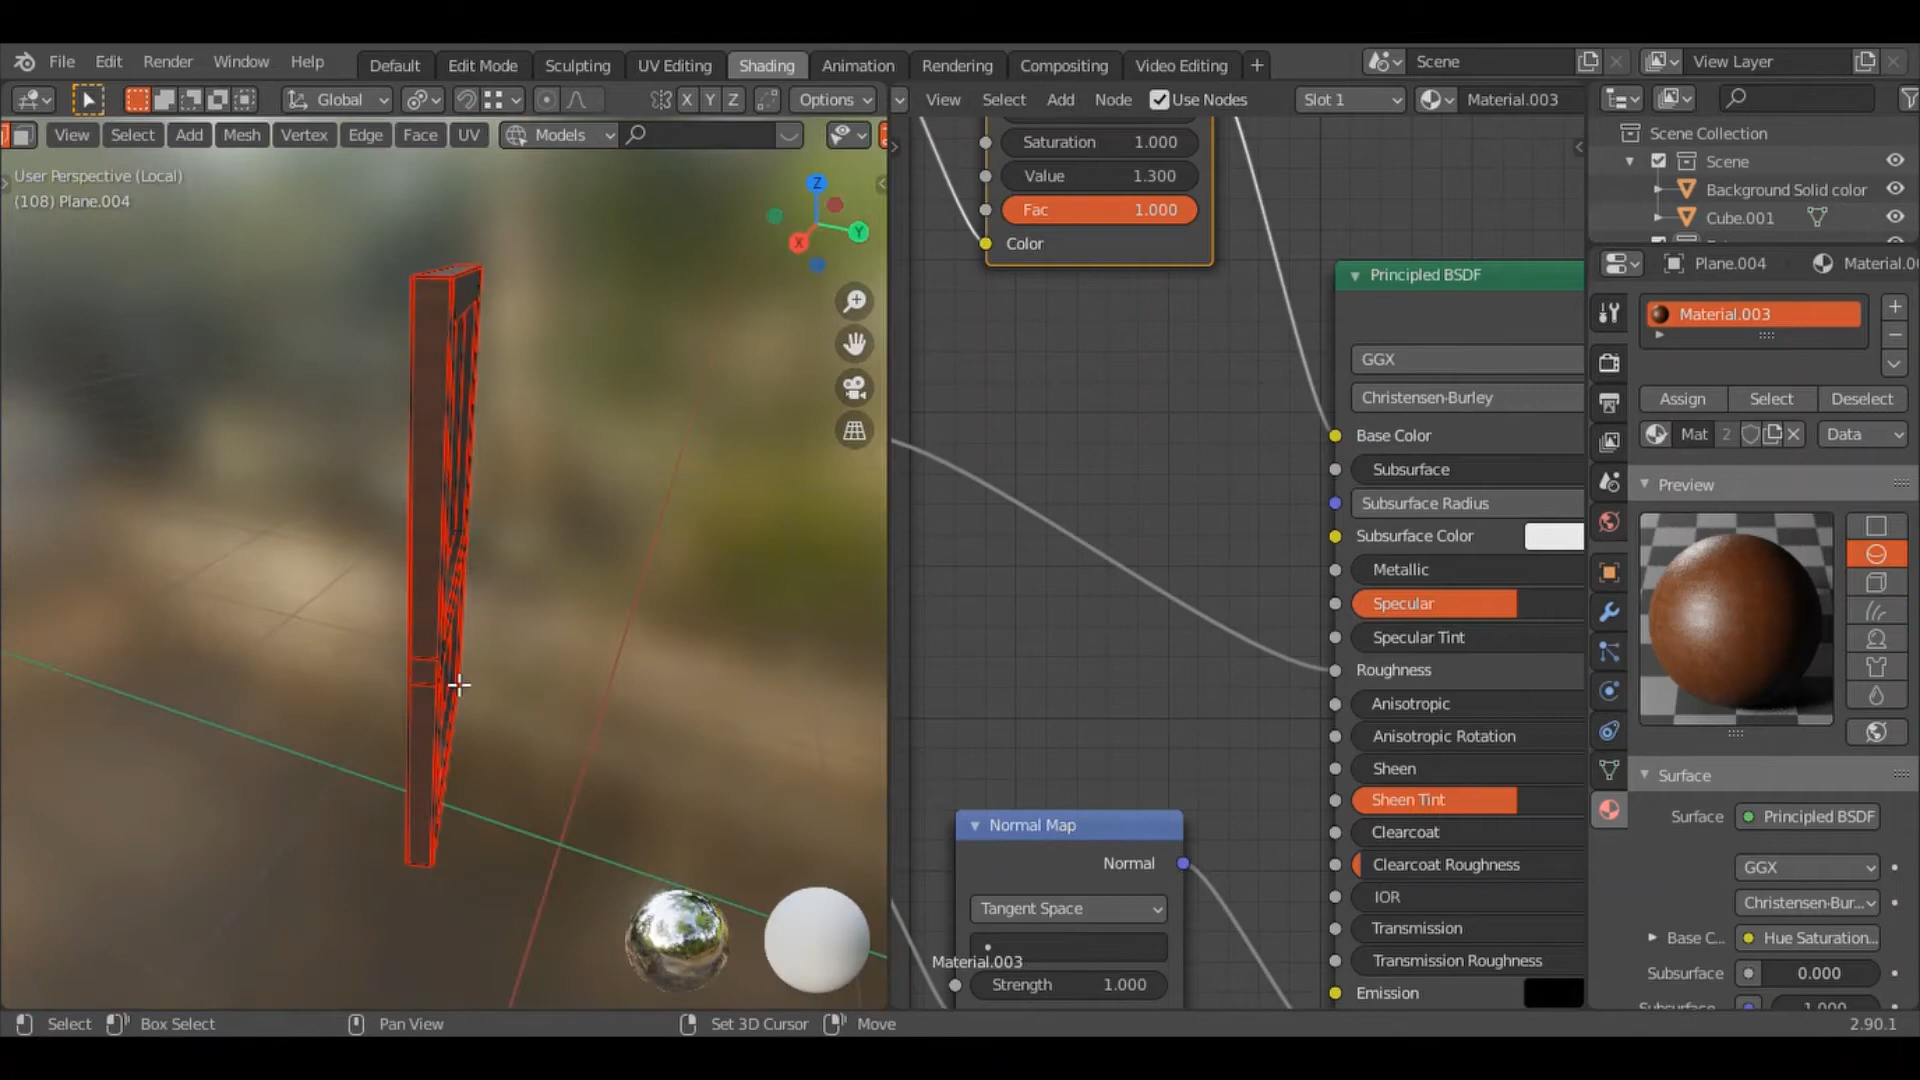 File Edit Render Window Help Default Edit Mode Sculpting UV Editing Shading Animation Rendering Compositing Video Editing + Scene View Layer
Global X Y Z Options View Select Add Node Use Nodes Slot 1 Material.003
View Select Add Mesh Vertex Edge Face UV Models
User Perspective (Local)
(108) Plane.004
Z
Y
X
Saturation 1.000
Value 1.300
Fac 1.000
Color
Principled BSDF
GGX
Christensen-Burley
Base Color
Subsurface
Subsurface Radius
Subsurface Color
Metallic
Specular
Specular Tint
Roughness
Anisotropic
Anisotropic Rotation
Sheen
Sheen Tint
Clearcoat
Clearcoat Roughness
IOR
Transmission
Transmission Roughness
Emission
Normal Map
Normal
Tangent Space
Material.003
Strength 1.000
Scene Collection
Scene
Background Solid color
Cube.001
Plane.004 Material.0
Material.003
Assign Select Deselect
Mat 2 Data
Preview
Surface
Surface Principled BSDF
GGX
Christensen-Bur...
Base C... Hue Saturation...
Subsurface 0.000
Select Box Select Pan View Set 3D Cursor Move 2.90.1